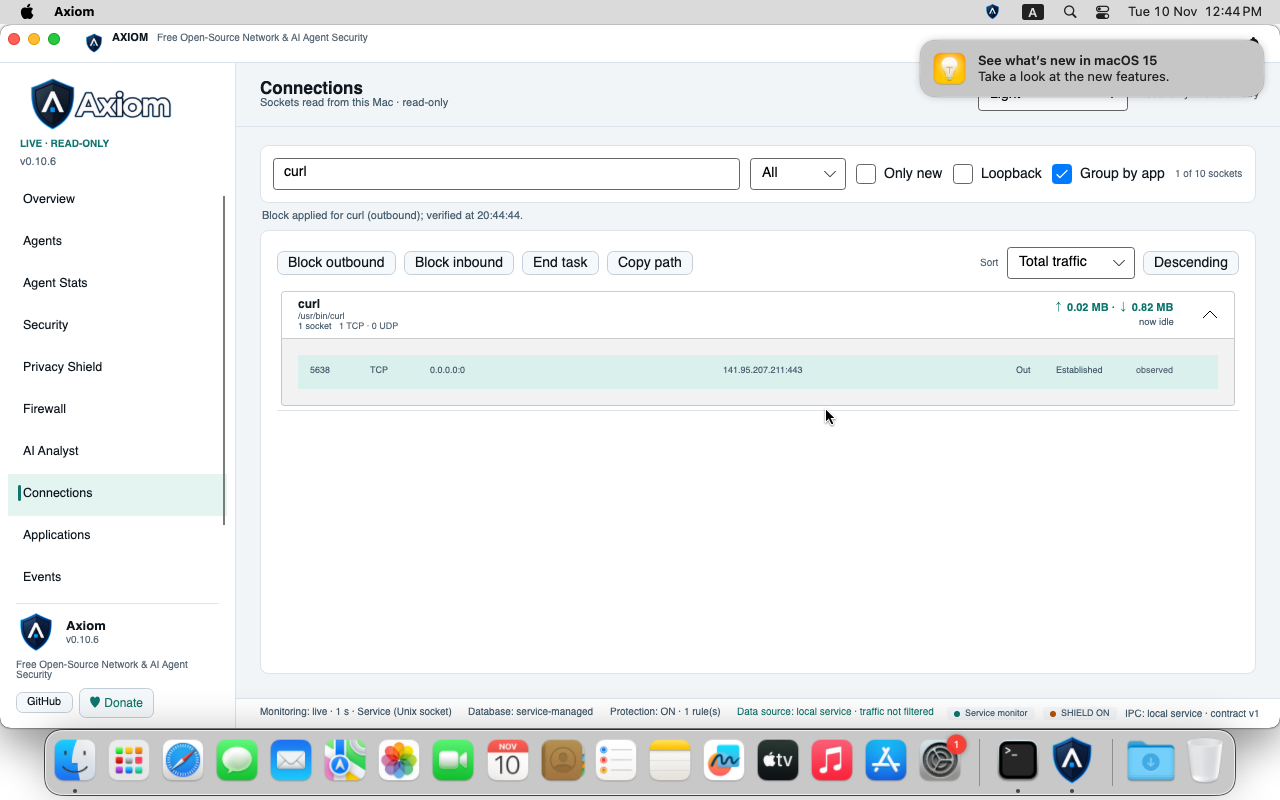 Axiom
A
Tue 10 Nov 12:44 PM
AXIOM Free Open-Source Network & AI Agent Security
See what's new in macOS 15
Take a look at the new features.
Axiom
LIVE · READ-ONLY
v0.10.6
Connections
Sockets read from this Mac · read-only
curl
All
Only new
Loopback
Group by app
1 of 10 sockets
Block applied for curl (outbound); verified at 20:44:44.
Block outbound
Block inbound
End task
Copy path
Sort
Total traffic
Descending
curl
/usr/bin/curl
1 socket 1 TCP · 0 UDP
↑ 0.02 MB · ↓ 0.82 MB
now idle
5638 TCP 0.0.0.0:0 141.95.207.211:443 Out Established observed
Overview
Agents
Agent Stats
Security
Privacy Shield
Firewall
AI Analyst
Connections
Applications
Events
Axiom
v0.10.6
Free Open-Source Network & AI Agent
Security
GitHub
Donate
Monitoring: live · 1 s · Service (Unix socket)
Database: service-managed
Protection: ON · 1 rule(s)
Data source: local service · traffic not filtered
Service monitor
SHIELD ON
IPC: local service · contract v1
NOV
10
tv
1
>_